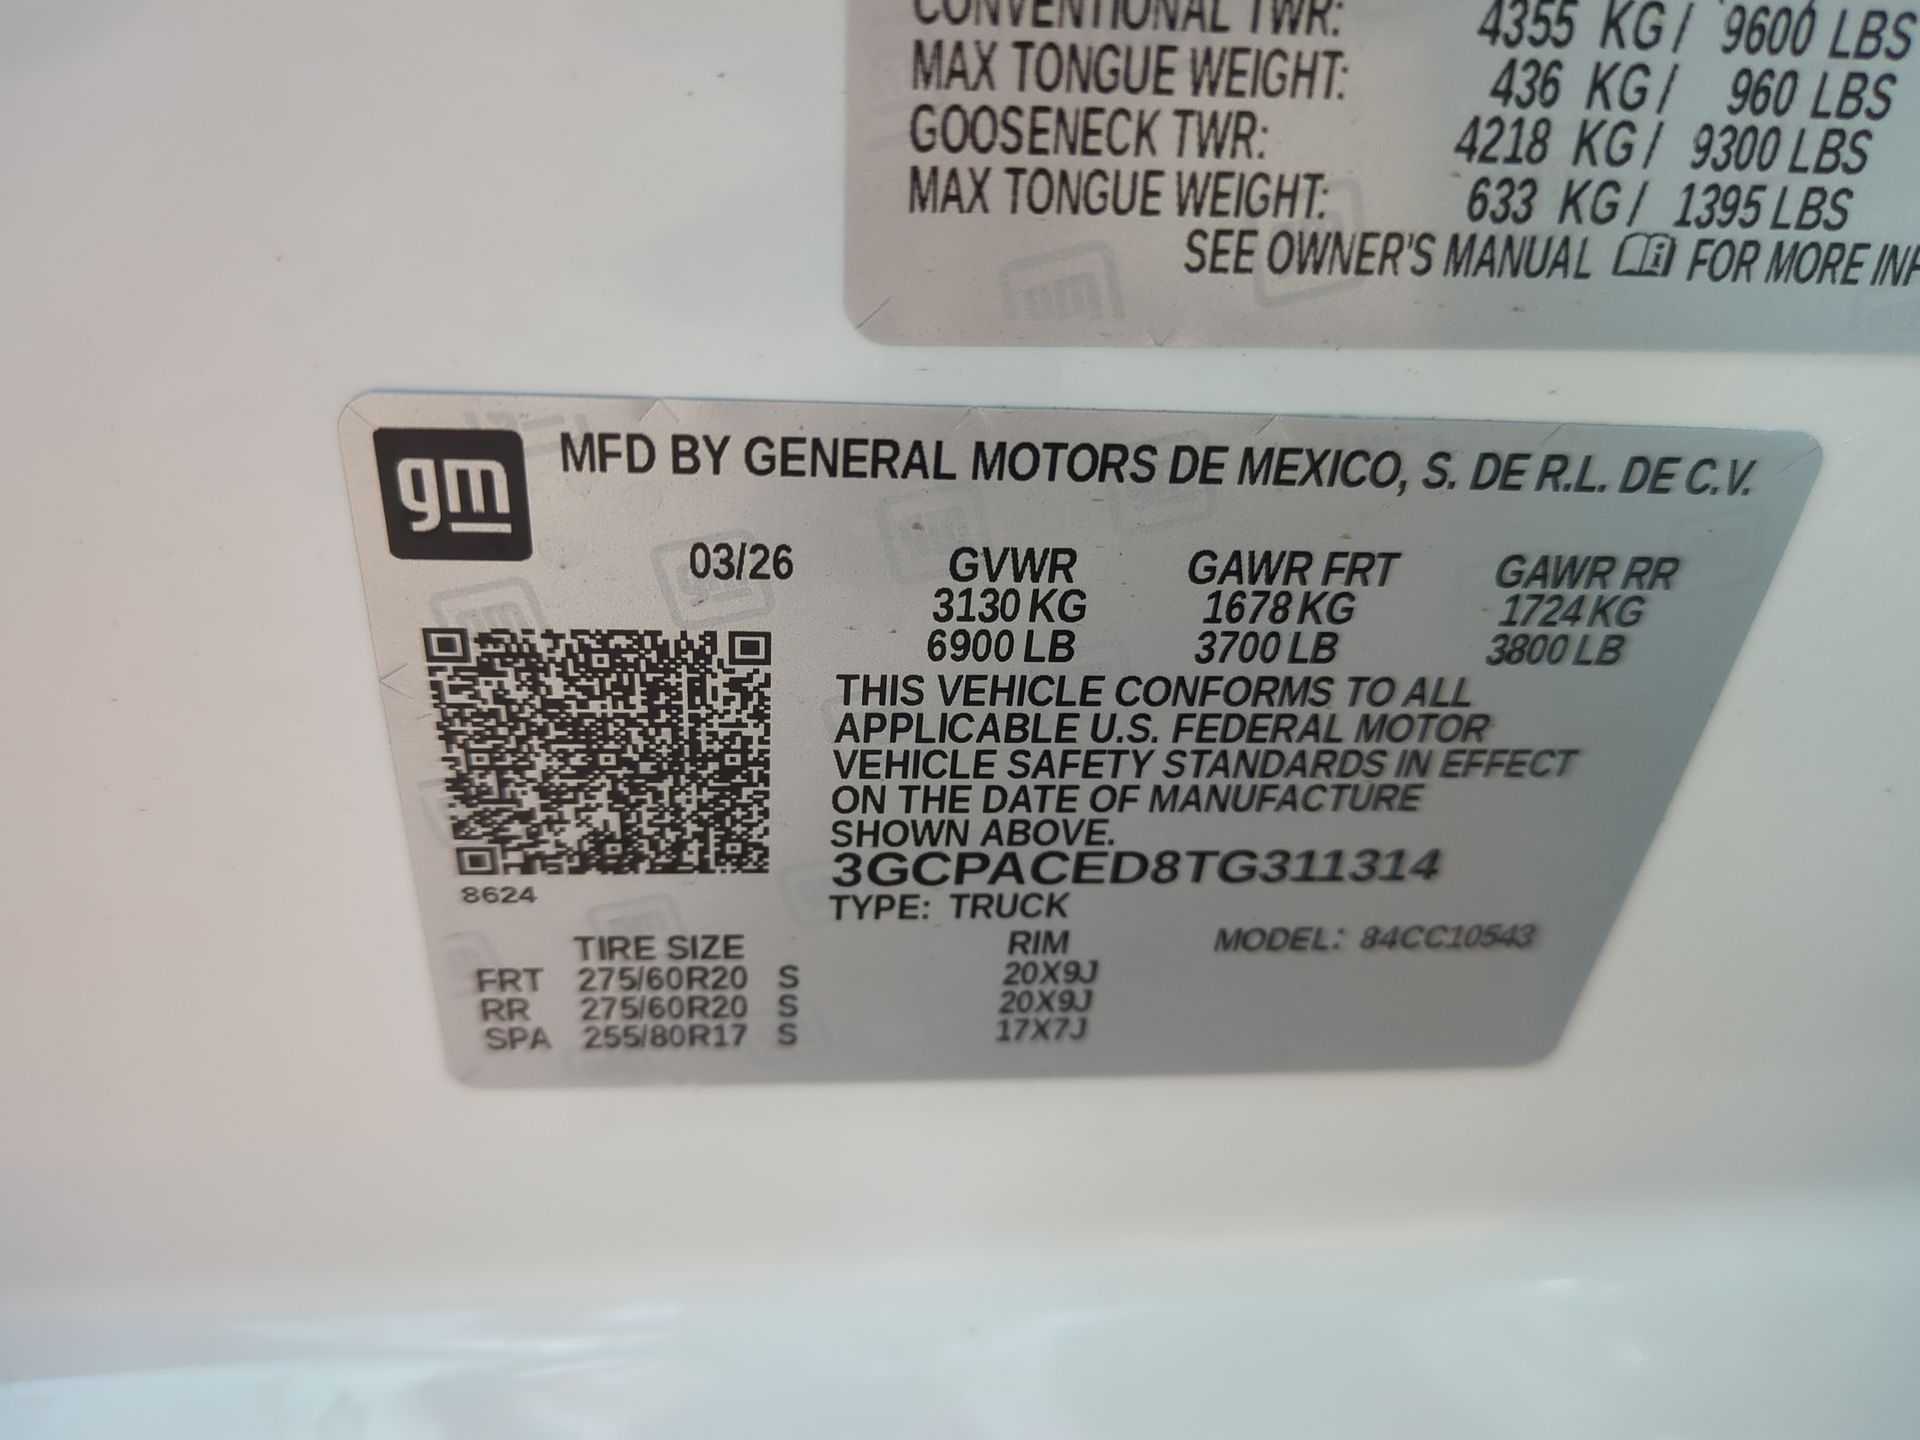 CONVENTIONAL TWR: 4355 KG / 9600 LBS
MAX TONGUE WEIGHT: 436 KG / 960 LBS
GOOSENECK TWR: 4218 KG / 9300 LBS
MAX TONGUE WEIGHT: 633 KG / 1395 LBS
SEE OWNER'S MANUAL FOR MORE INF
gm MFD BY GENERAL MOTORS DE MEXICO, S. DE R.L. DE C.V.
03/26 GVWR GAWR FRT GAWR RR
3130 KG 1678 KG 1724 KG
6900 LB 3700 LB 3800 LB
THIS VEHICLE CONFORMS TO ALL
APPLICABLE U.S. FEDERAL MOTOR
VEHICLE SAFETY STANDARDS IN EFFECT
ON THE DATE OF MANUFACTURE
SHOWN ABOVE.
3GCPACED8TG311314
8624
TYPE: TRUCK
TIRE SIZE RIM MODEL: 84CC10543
FRT 275/60R20 S 20X9J
RR 275/60R20 S 20X9J
SPA 255/80R17 S 17X7J